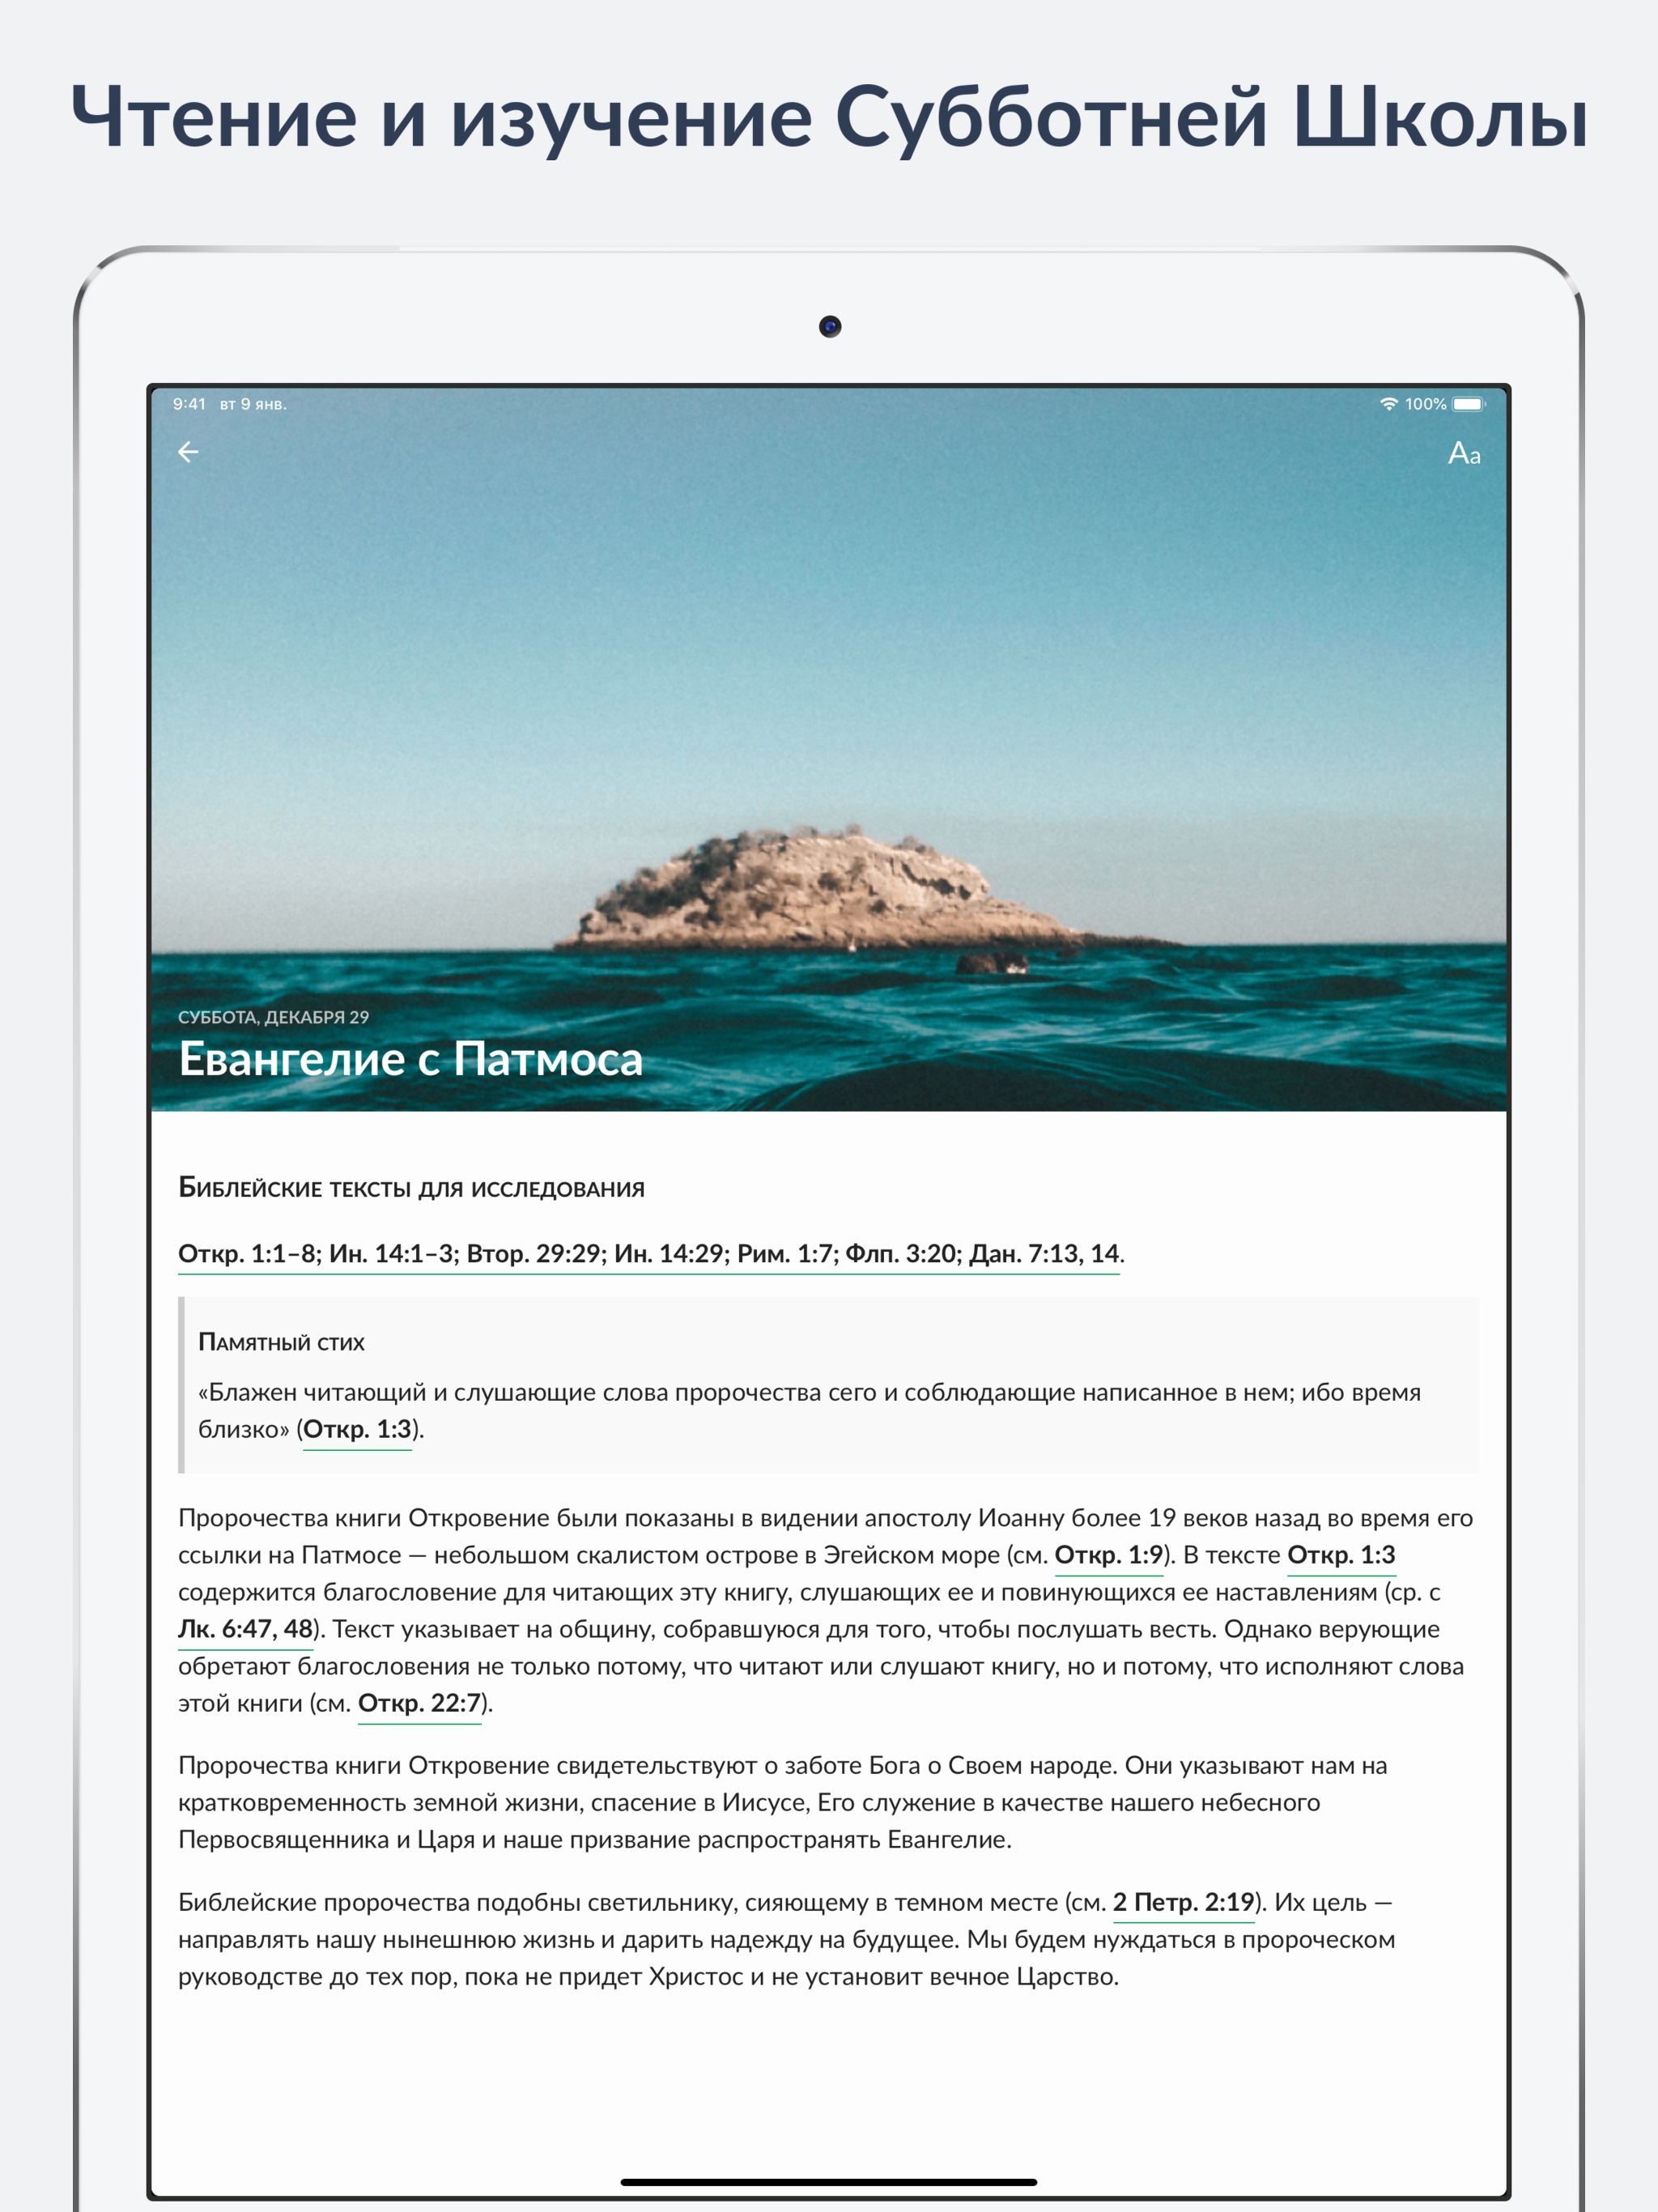 Чтение и изучение Субботней Школы
9:41 вт 9 янв.
100%
Aa
СУББОТА, ДЕКАБРЯ 29
Евангелие с Патмоса
Библейские тексты для исследования
Откр. 1:1–8; Ин. 14:1–3; Втор. 29:29; Ин. 14:29; Рим. 1:7; Флп. 3:20; Дан. 7:13, 14.
Памятный стих
«Блажен читающий и слушающие слова пророчества сего и соблюдающие написанное в нем; ибо время
близко» (Откр. 1:3).
Пророчества книги Откровение были показаны в видении апостолу Иоанну более 19 веков назад во время его
ссылки на Патмосе — небольшом скалистом острове в Эгейском море (см. Откр. 1:9). В тексте Откр. 1:3
содержится благословение для читающих эту книгу, слушающих ее и повинующихся ее наставлениям (ср. с
Лк. 6:47, 48). Текст указывает на общину, собравшуюся для того, чтобы послушать весть. Однако верующие
обретают благословения не только потому, что читают или слушают книгу, но и потому, что исполняют слова
этой книги (см. Откр. 22:7).
Пророчества книги Откровение свидетельствуют о заботе Бога о Своем народе. Они указывают нам на
кратковременность земной жизни, спасение в Иисусе, Его служение в качестве нашего небесного
Первосвященника и Царя и наше призвание распространять Евангелие.
Библейские пророчества подобны светильнику, сияющему в темном месте (см. 2 Петр. 2:19). Их цель —
направлять нашу нынешнюю жизнь и дарить надежду на будущее. Мы будем нуждаться в пророческом
руководстве до тех пор, пока не придет Христос и не установит вечное Царство.